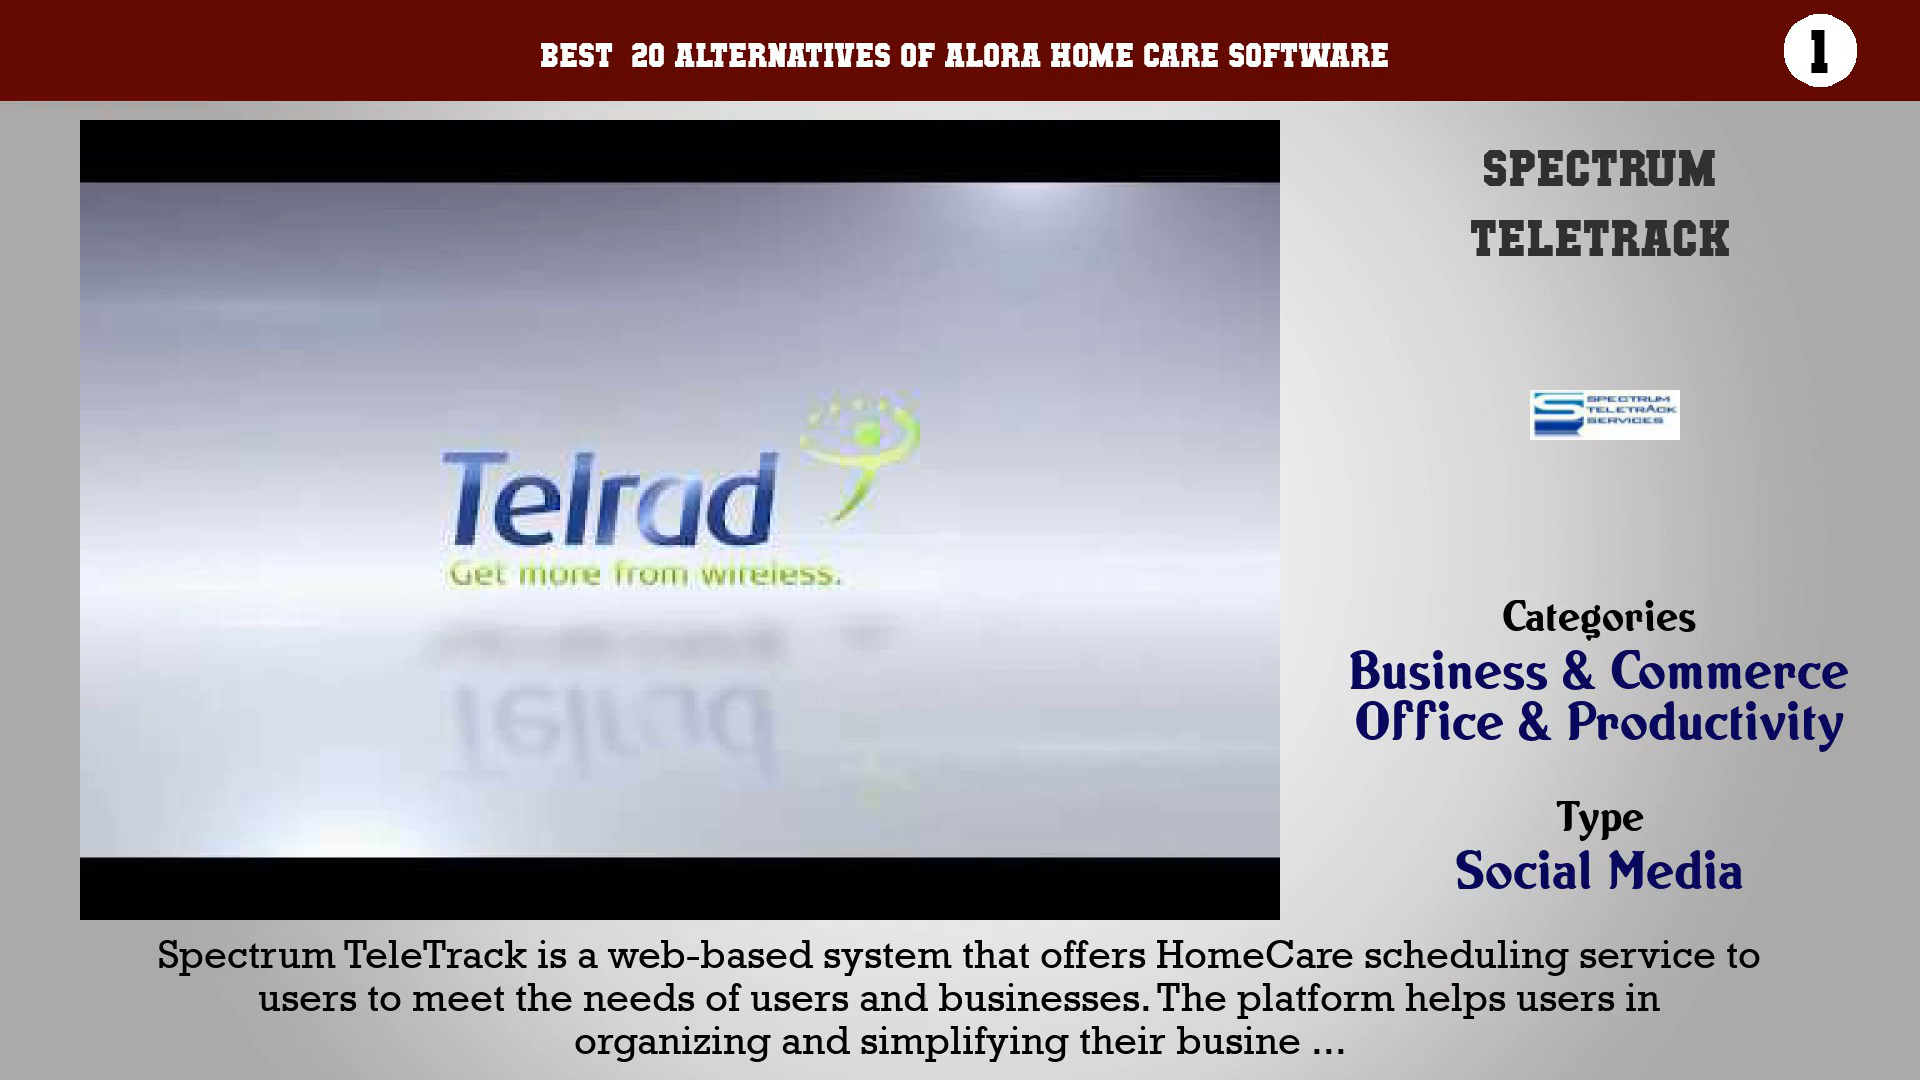 BEST 20 ALTERNATIVES OF ALORA HOME CARE SOFTWARE
1
SPECTRUM
TELETRACK
Telrad
Get more from wireless.
Telrad
SPECTRUM
TELETRACK
SERVICES
Categories
Business & Commerce
Office & Productivity
Type
Social Media
Spectrum TeleTrack is a web-based system that offers HomeCare scheduling service to
users to meet the needs of users and businesses. The platform helps users in
organizing and simplifying their busine ...